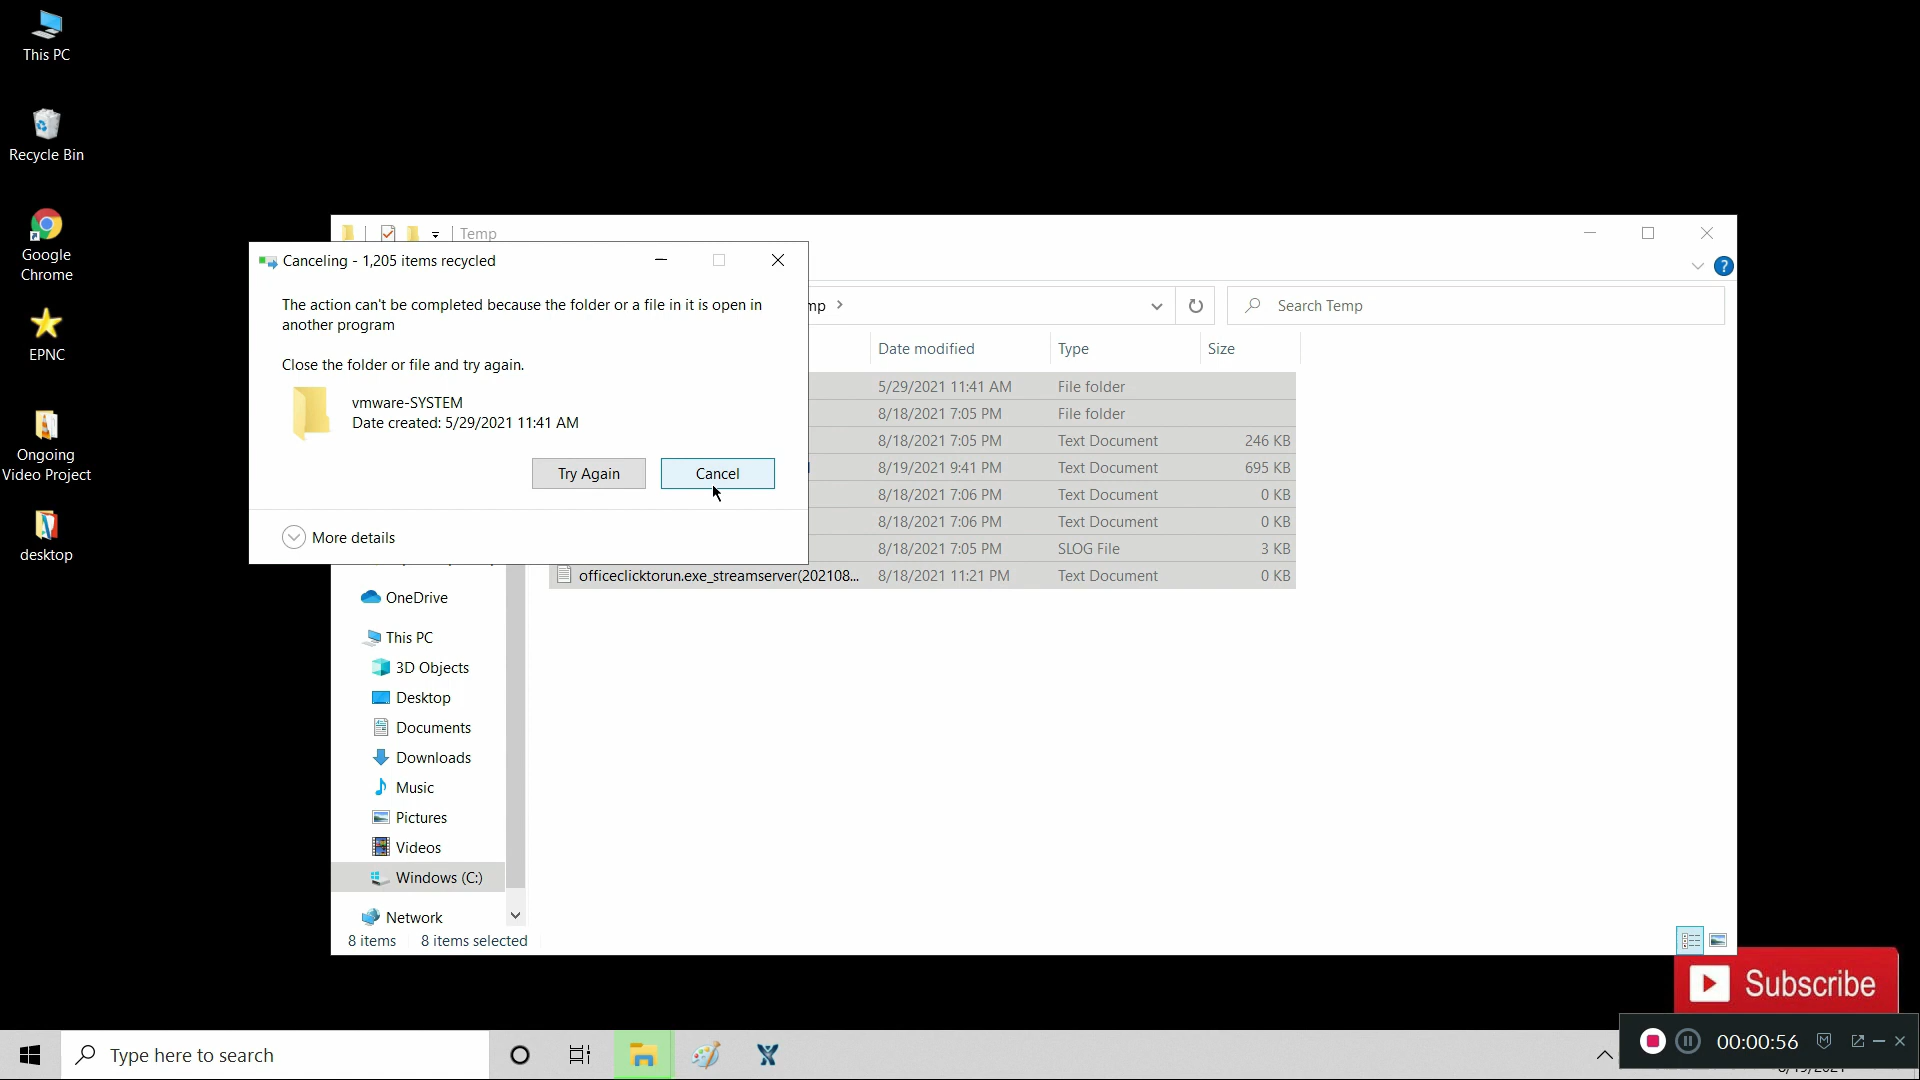 This PC
Recycle Bin
Google
Chrome
EPNC
Ongoing
Video Project
desktop
Temp
Canceling - 1,205 items recycled
The action can't be completed because the folder or a file in it is open in
another program
Close the folder or file and try again.
vmware-SYSTEM
Date created: 5/29/2021 11:41 AM
Try Again
Cancel
More details
mp
Search Temp
Date modified Type Size
5/29/2021 11:41 AM File folder
8/18/2021 7:05 PM File folder
8/18/2021 7:05 PM Text Document 246 KB
8/19/2021 9:41 PM Text Document 695 KB
8/18/2021 7:06 PM Text Document 0 KB
8/18/2021 7:06 PM Text Document 0 KB
8/18/2021 7:05 PM SLOG File 3 KB
officeclicktorun.exe_streamserver(202108... 8/18/2021 11:21 PM Text Document 0 KB
OneDrive
This PC
3D Objects
Desktop
Documents
Downloads
Music
Pictures
Videos
Windows (C:)
Network
8 items 8 items selected
Subscribe
Type here to search
00:00:56